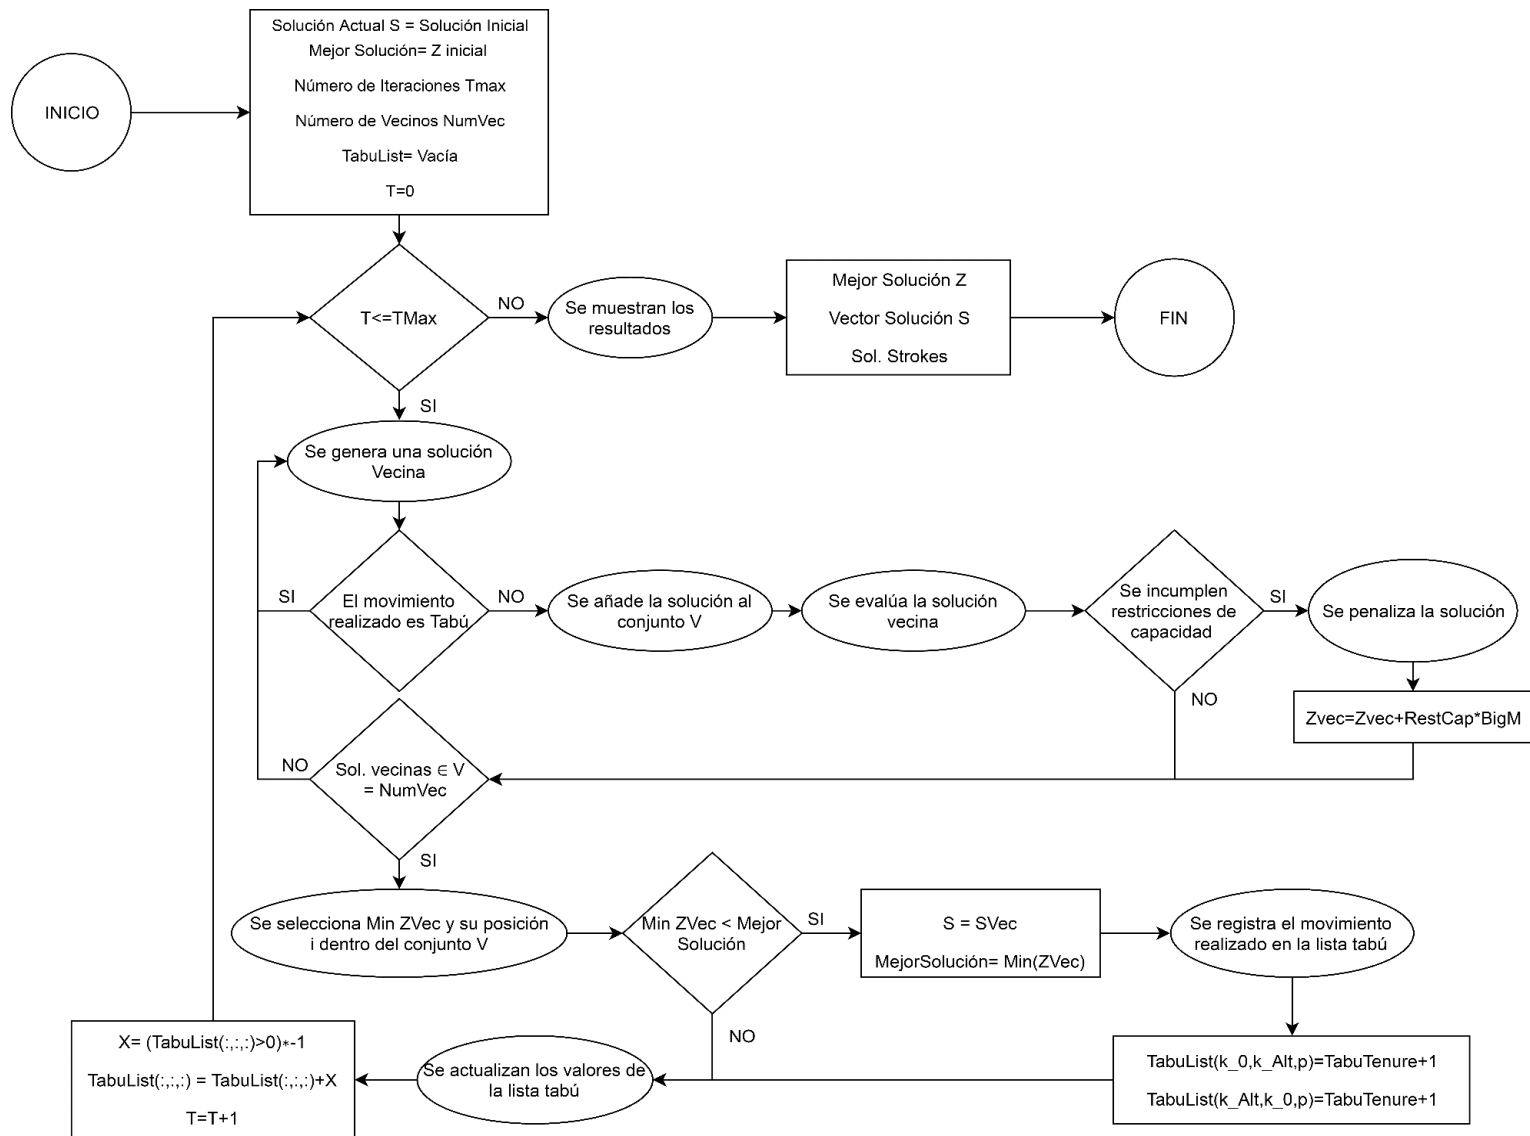 INICIO
Solución Actual S = Solución Inicial
Mejor Solución= Z inicial
Número de Iteraciones Tmax
Número de Vecinos NumVec
TabuList= Vacía
T=0
T<=TMax
NO
Se muestran los
resultados
Mejor Solución Z
Vector Solución S
Sol. Strokes
FIN
SI
Se genera una solución
Vecina
SI
El movimiento
realizado es Tabú
NO
Se añade la solución al
conjunto V
Se evalúa la solución
vecina
Se incumplen
restricciones de
capacidad
SI
Se penaliza la solución
NO
Zvec=Zvec+RestCap*BigM
NO
Sol. vecinas ∈ V
= NumVec
SI
Se selecciona Min ZVec y su posición
i dentro del conjunto V
Min ZVec < Mejor
Solución
SI
S = SVec
MejorSolución= Min(ZVec)
Se registra el movimiento
realizado en la lista tabú
NO
TabuList(k_0,k_Alt,p)=TabuTenure+1
TabuList(k_Alt,k_0,p)=TabuTenure+1
Se actualizan los valores de
la lista tabú
X= (TabuList(:,:,:)>0)*-1
TabuList(:,:,:) = TabuList(:,:,:)+X
T=T+1